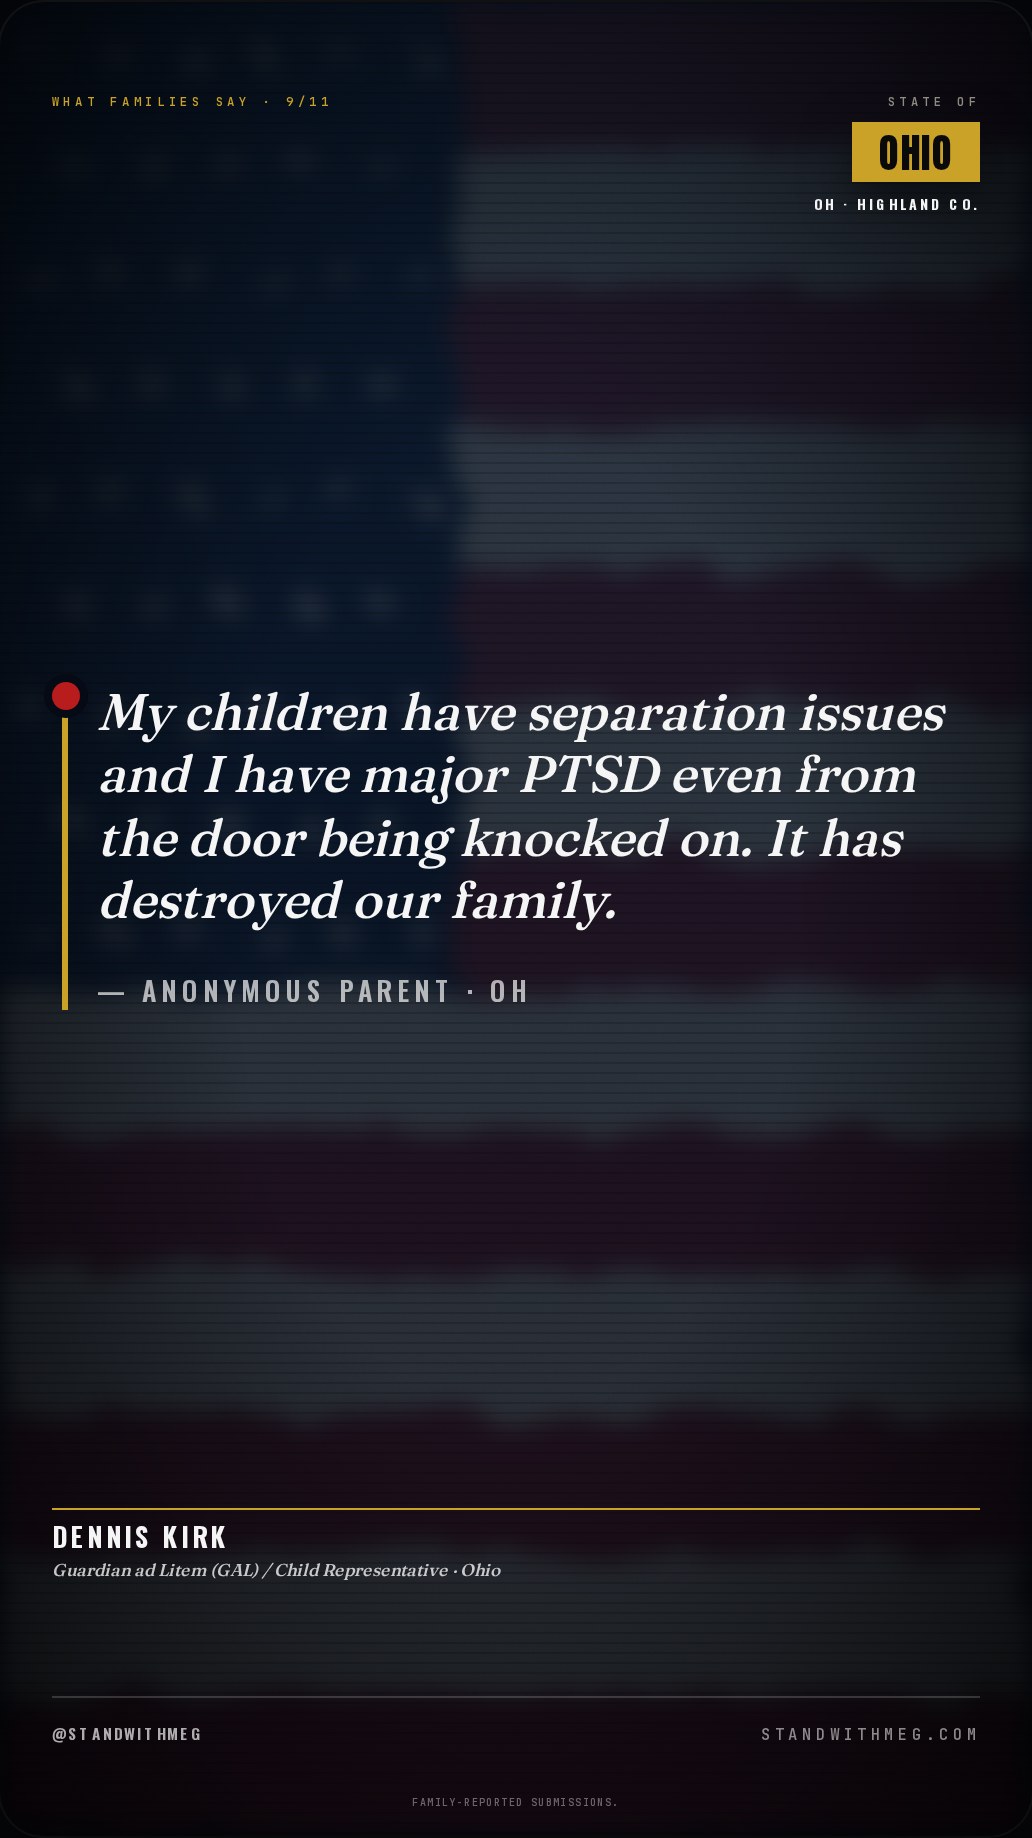 WHAT FAMILIES SAY · 9/11
STATE OF
OHIO
OH · HIGHLAND CO.
My children have separation issues
and I have major PTSD even from
the door being knocked on. It has
destroyed our family.
— ANONYMOUS PARENT · OH
DENNIS KIRK
Guardian ad Litem (GAL) / Child Representative · Ohio
@STANDWITHMEG
STANDWITHMEG.COM
FAMILY-REPORTED SUBMISSIONS.